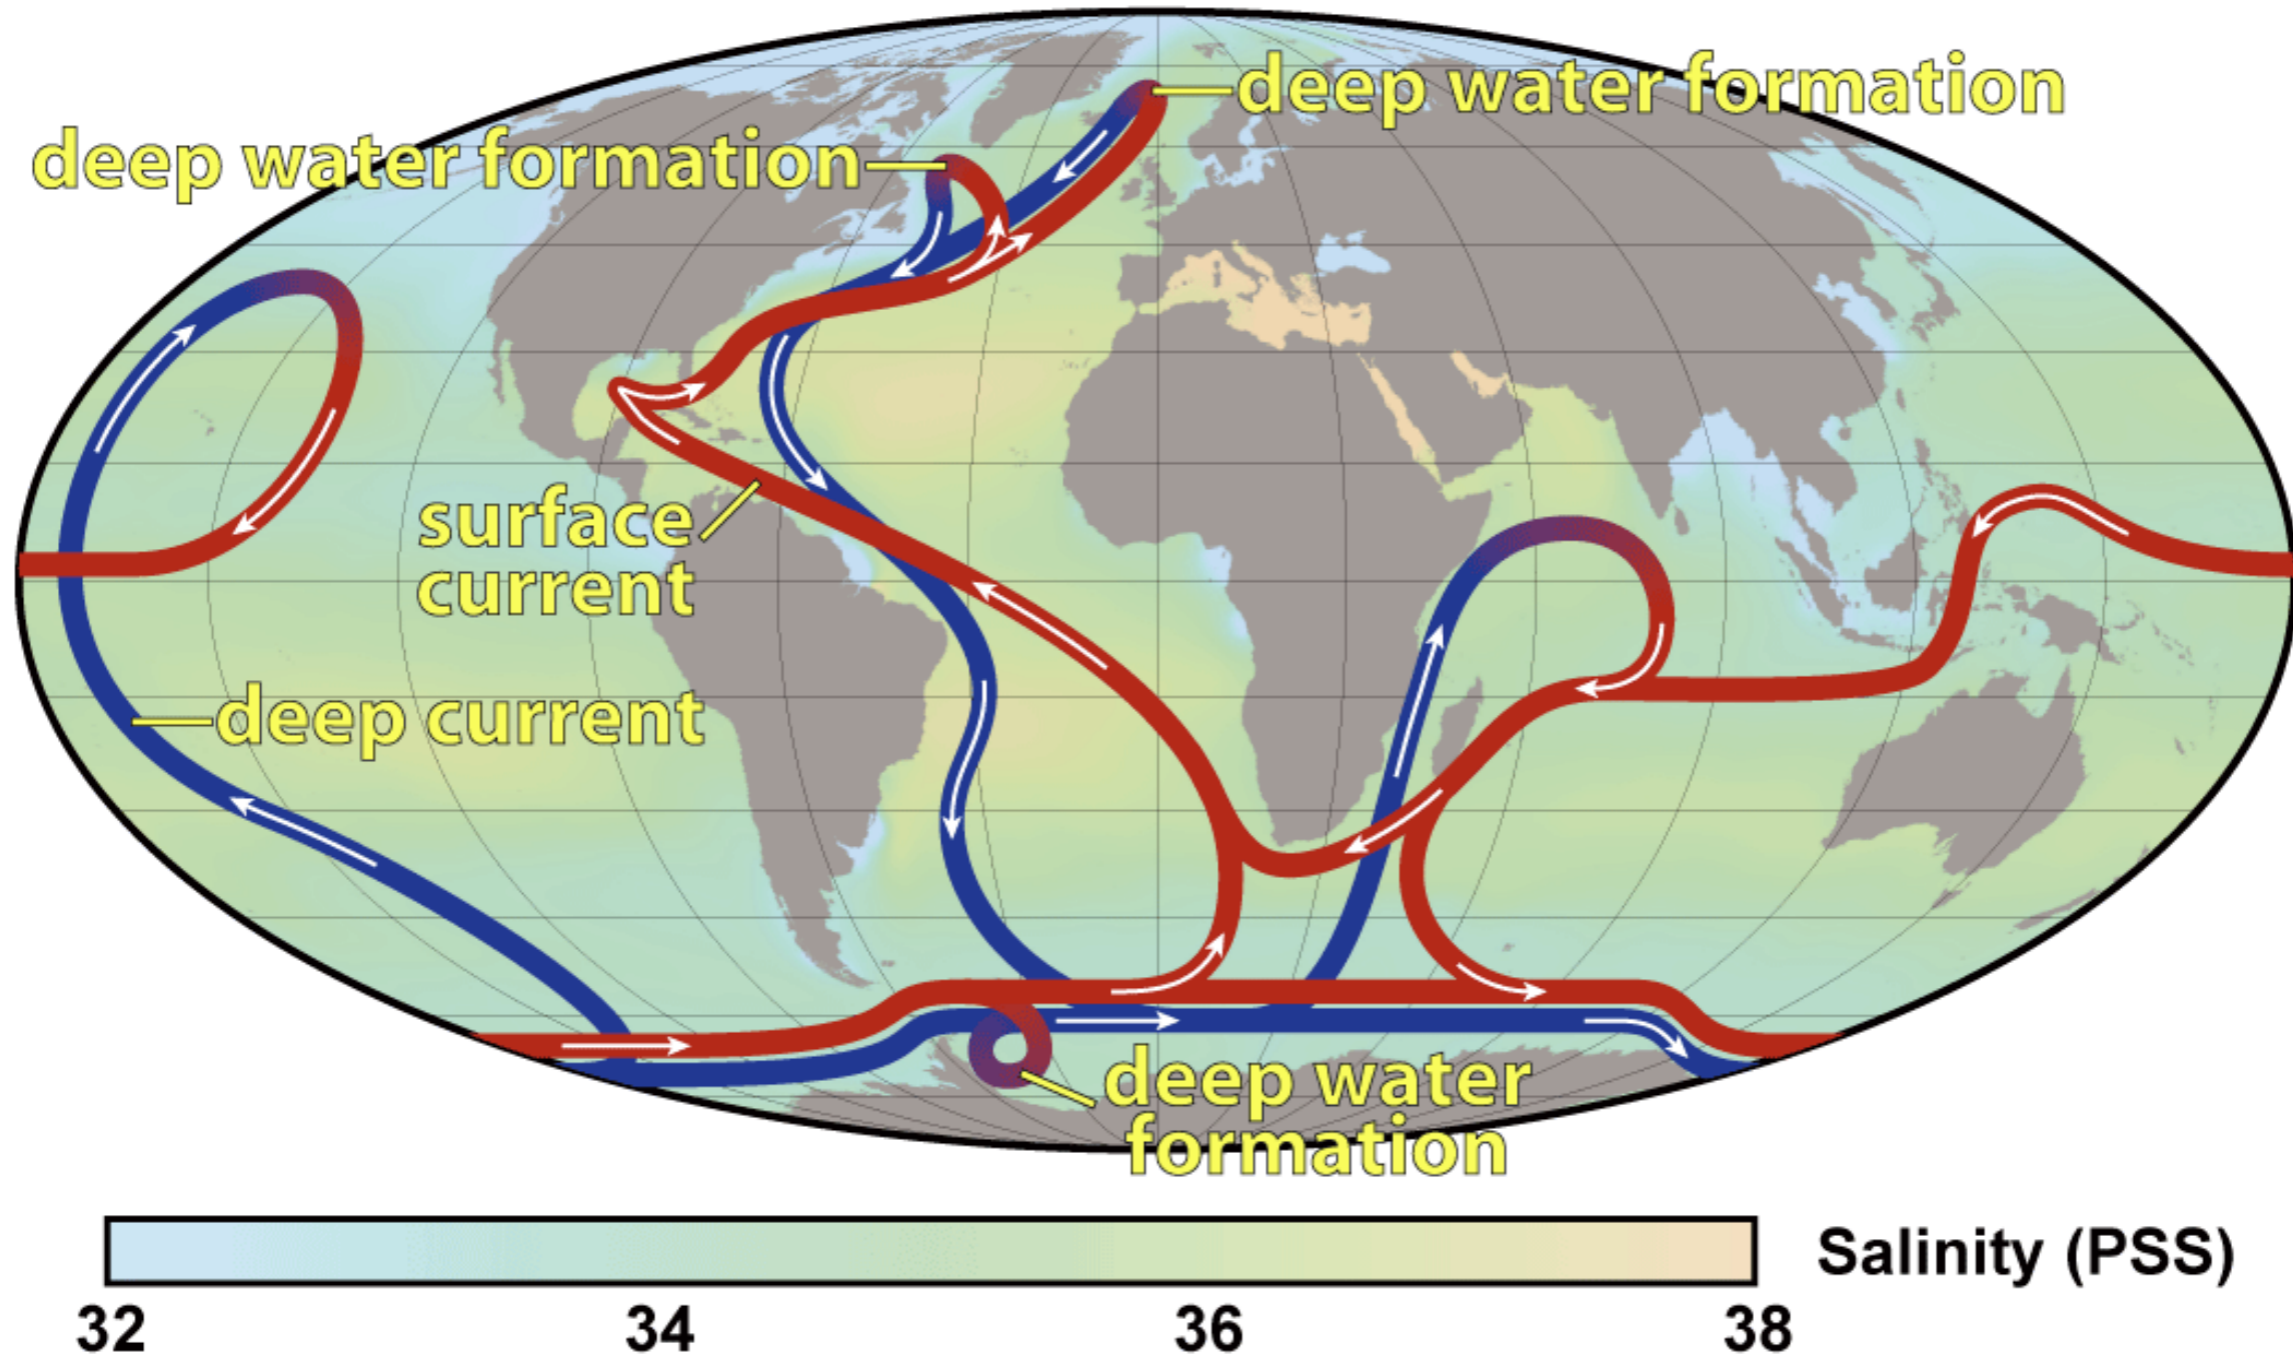 deep water formation
deep water formation
surface
current
deep current
deep water
formation
Salinity (PSS)
32 34 36 38